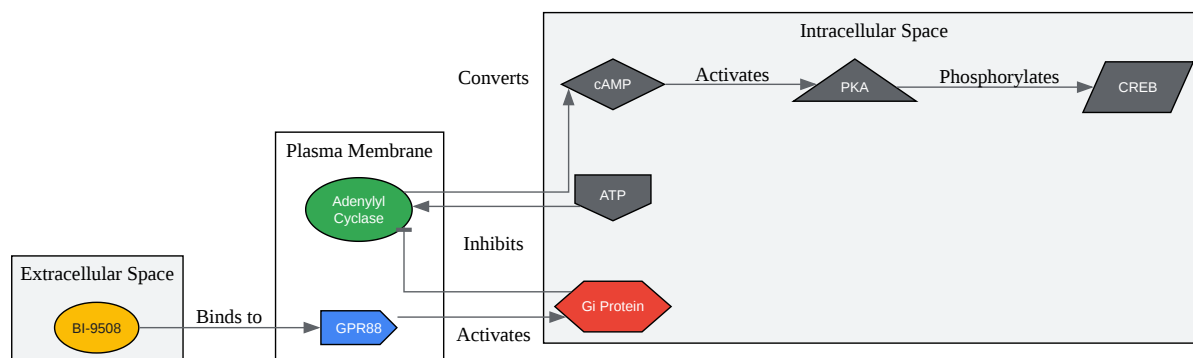 Intracellular Space
Converts
cAMP
Activates
PKA
Phosphorylates
CREB
Plasma Membrane
Adenylyl
Cyclase
ATP
Inhibits
Extracellular Space
BI-9508
Binds to
GPR88
Activates
Gi Protein